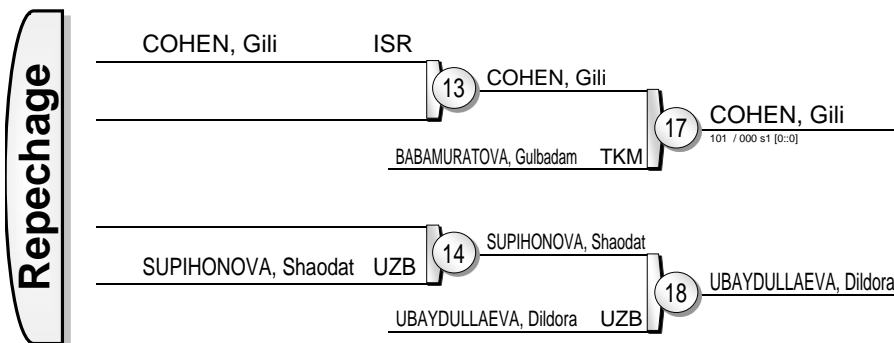 Repechage
COHEN, Gili ISR
13
COHEN, Gili
BABAMURATOVA, Gulbadam TKM
17
COHEN, Gili
101 / 000 s1 [0::0]
SUPIHONOVA, Shaodat UZB
14
SUPIHONOVA, Shaodat
UBAYDULLAEVA, Dildora UZB
18
UBAYDULLAEVA, Dildora